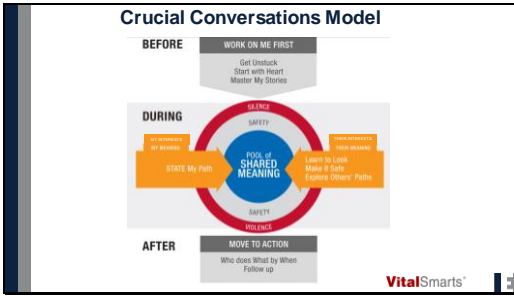 Crucial Conversations Model
BEFORE
WORK ON ME FIRST
Get Unstuck
Start with Heart
Master My Stories
DURING
SILENCE
SAFETY
MY INTERESTS
MY MEANING
STATE My Path
POOL of
SHARED
MEANING
THEIR INTERESTS
THEIR MEANING
Learn to Look
Make It Safe
Explore Others' Paths
SAFETY
VIOLENCE
AFTER
MOVE TO ACTION
Who does What by When
Follow up
VitalSmarts